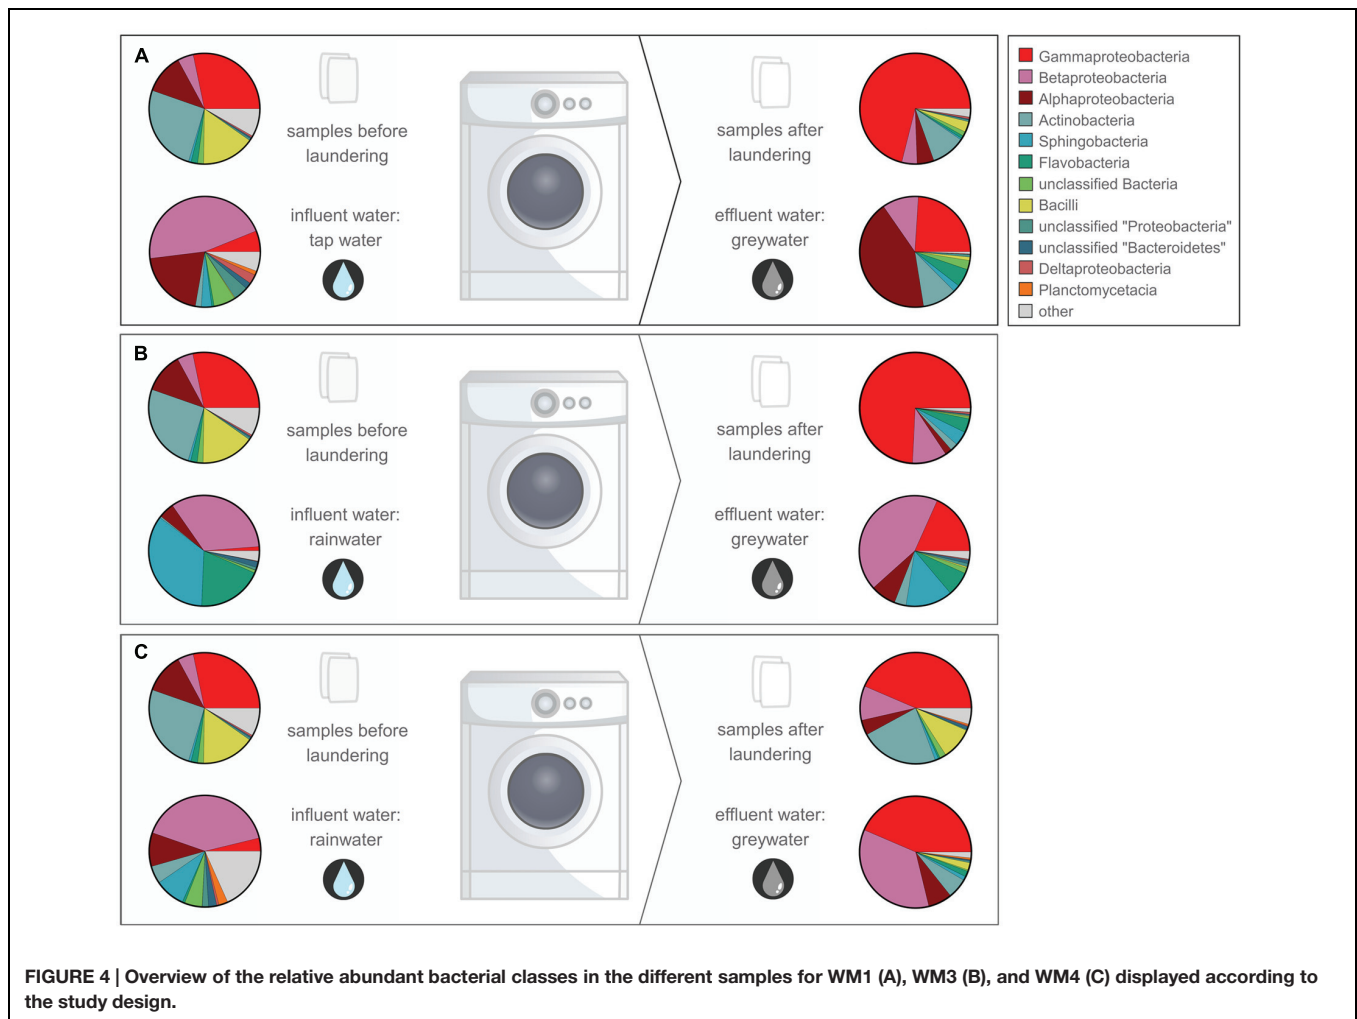 A
samples before
laundering
influent water:
tap water
samples after
laundering
effluent water:
greywater
Gammaproteobacteria
Betaproteobacteria
Alphaproteobacteria
Actinobacteria
Sphingobacteria
Flavobacteria
unclassified Bacteria
Bacilli
unclassified "Proteobacteria"
unclassified "Bacteroidetes"
Deltaproteobacteria
Planctomycetacia
other
B
samples before
laundering
influent water:
rainwater
samples after
laundering
effluent water:
greywater
C
samples before
laundering
influent water:
rainwater
samples after
laundering
effluent water:
greywater
FIGURE 4 | Overview of the relative abundant bacterial classes in the different samples for WM1 (A), WM3 (B), and WM4 (C) displayed according to
the study design.